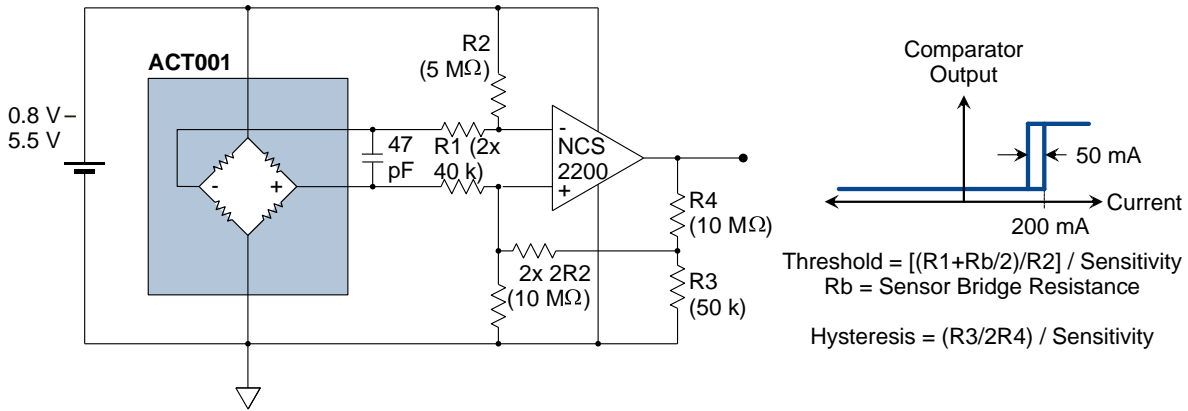 ACT001
0.8 V –
5.5 V
R2
(5 MΩ)
47
pF
R1 (2x
40 k)
-
+
-
NCS
2200
+
R4
(10 MΩ)
2x 2R2
(10 MΩ)
R3
(50 k)
Comparator
Output
50 mA
Current
200 mA
Threshold = [(R1+Rb/2)/R2] / Sensitivity
Rb = Sensor Bridge Resistance
Hysteresis = (R3/2R4) / Sensitivity